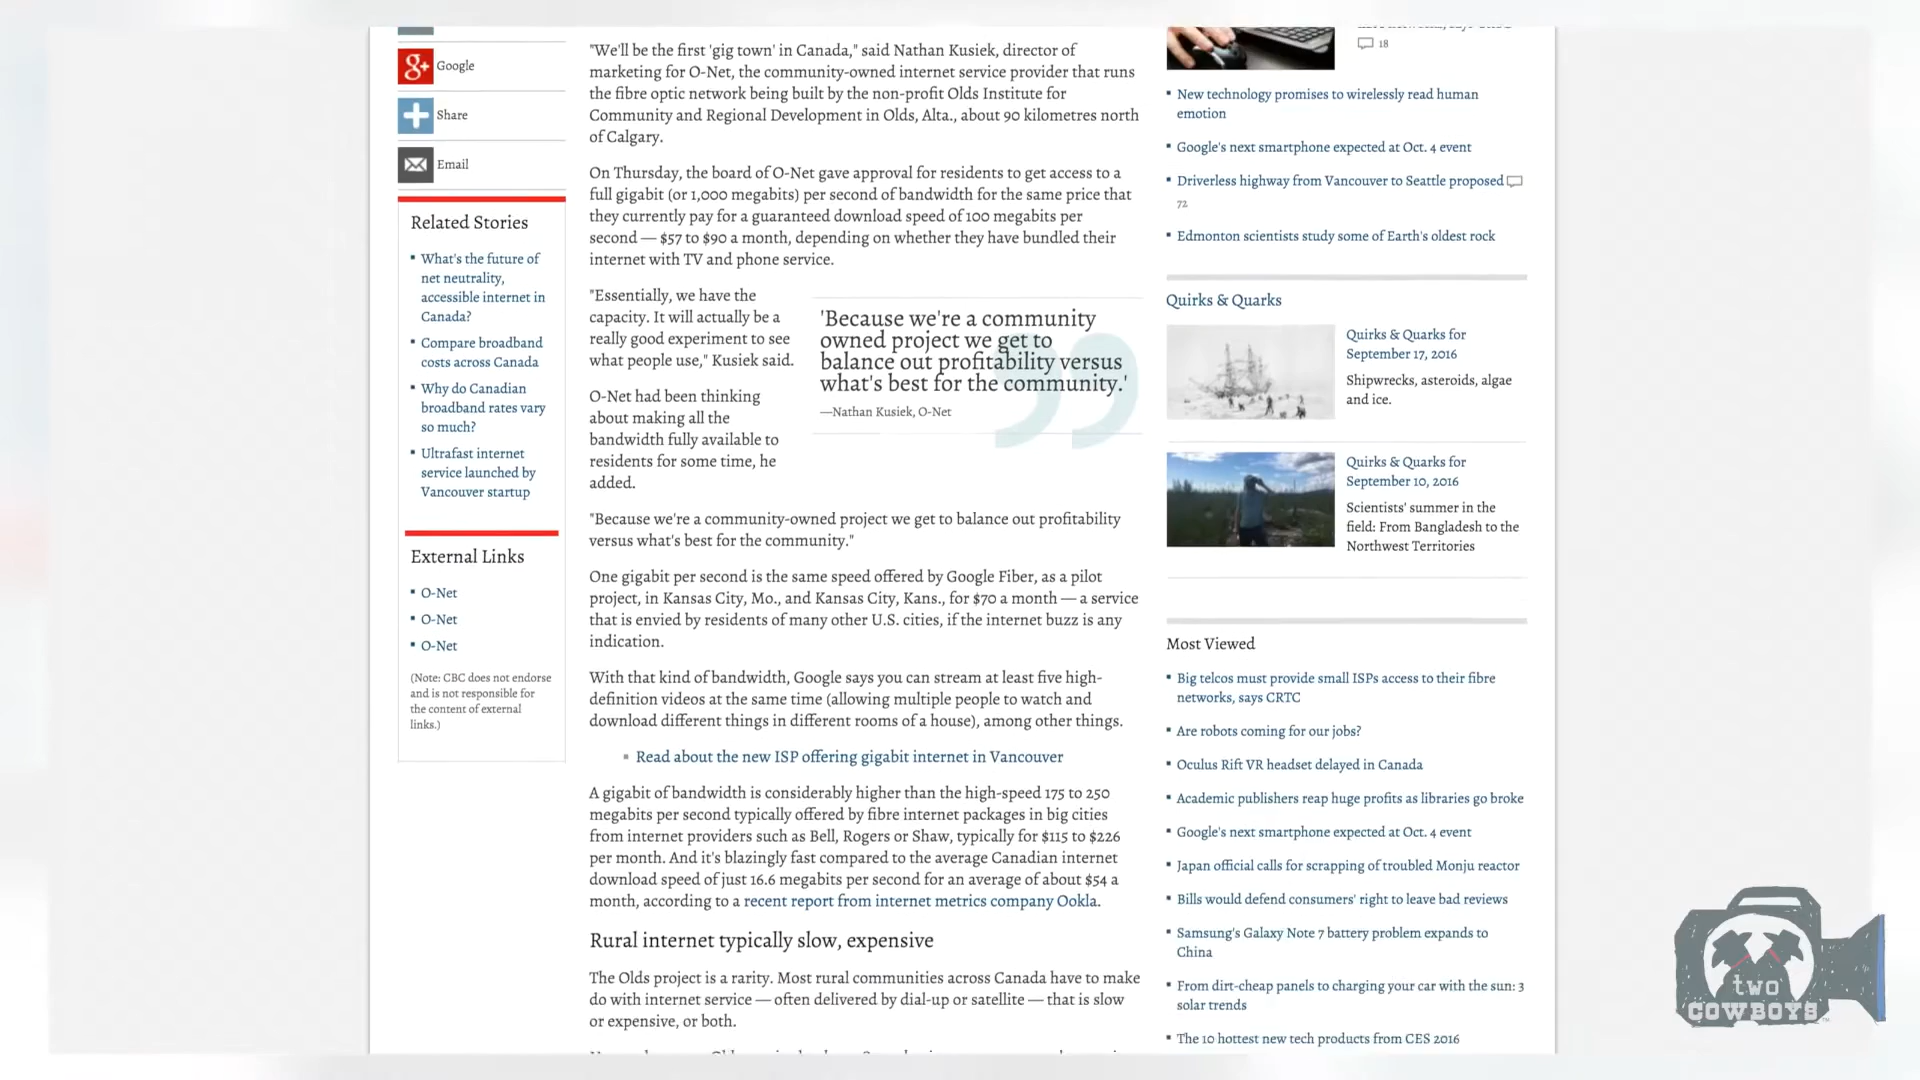 Google
Share
Email
Related Stories
What's the future of
net neutrality,
accessible internet in
Canada?
Compare broadband
costs across Canada
Why do Canadian
broadband rates vary
so much?
Ultrafast internet
service launched by
Vancouver startup
External Links
O-Net
O-Net
O-Net
(Note: CBC does not endorse
and is not responsible for
the content of external
links.)
"We'll be the first 'gig town' in Canada," said Nathan Kusiek, director of
marketing for O-Net, the community-owned internet service provider that runs
the fibre optic network being built by the non-profit Olds Institute for
Community and Regional Development in Olds, Alta., about 90 kilometres north
of Calgary.
On Thursday, the board of O-Net gave approval for residents to get access to a
full gigabit (or 1,000 megabits) per second of bandwidth for the same price that
they currently pay for a guaranteed download speed of 100 megabits per
second — $57 to $90 a month, depending on whether they have bundled their
internet with TV and phone service.
"Essentially, we have the
capacity. It will actually be a
really good experiment to see
what people use," Kusiek said.
O-Net had been thinking
about making all the
bandwidth fully available to
residents for some time, he
added.
'Because we're a community
owned project we get to
balance out profitability versus
what's best for the community.'
—Nathan Kusiek, O-Net
"Because we're a community-owned project we get to balance out profitability
versus what's best for the community."
One gigabit per second is the same speed offered by Google Fiber, as a pilot
project, in Kansas City, Mo., and Kansas City, Kans., for $70 a month — a service
that is envied by residents of many other U.S. cities, if the internet buzz is any
indication.
With that kind of bandwidth, Google says you can stream at least five high-
definition videos at the same time (allowing multiple people to watch and
download different things in different rooms of a house), among other things.
Read about the new ISP offering gigabit internet in Vancouver
A gigabit of bandwidth is considerably higher than the high-speed 175 to 250
megabits per second typically offered by fibre internet packages in big cities
from internet providers such as Bell, Rogers or Shaw, typically for $115 to $226
per month. And it's blazingly fast compared to the average Canadian internet
download speed of just 16.6 megabits per second for an average of about $54 a
month, according to a recent report from internet metrics company Ookla.
Rural internet typically slow, expensive
The Olds project is a rarity. Most rural communities across Canada have to make
do with internet service — often delivered by dial-up or satellite — that is slow
or expensive, or both.
18
New technology promises to wirelessly read human
emotion
Google's next smartphone expected at Oct. 4 event
Driverless highway from Vancouver to Seattle proposed
72
Edmonton scientists study some of Earth's oldest rock
Quirks & Quarks
Quirks & Quarks for
September 17, 2016
Shipwrecks, asteroids, algae
and ice.
Quirks & Quarks for
September 10, 2016
Scientists' summer in the
field: From Bangladesh to the
Northwest Territories
Most Viewed
Big telcos must provide small ISPs access to their fibre
networks, says CRTC
Are robots coming for our jobs?
Oculus Rift VR headset delayed in Canada
Academic publishers reap huge profits as libraries go broke
Google's next smartphone expected at Oct. 4 event
Japan official calls for scrapping of troubled Monju reactor
Bills would defend consumers' right to leave bad reviews
Samsung's Galaxy Note 7 battery problem expands to
China
From dirt-cheap panels to charging your car with the sun: 3
solar trends
The 10 hottest new tech products from CES 2016
two
COWBOYS